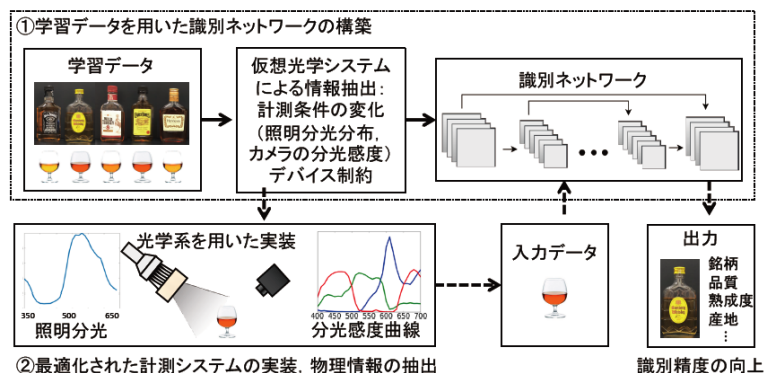 ①学習データを用いた識別ネットワークの構築
学習データ
仮想光学システム
による情報抽出:
計測条件の変化
(照明分光分布,
カメラの分光感度)
デバイス制約
識別ネットワーク
光学系を用いた実装
350 500 650
照明分光
400 450 500 550 600 650 700
分光感度曲線
入力データ
出力
銘柄
品質
熟成度
産地
⋮
②最適化された計測システムの実装, 物理情報の抽出
識別精度の向上